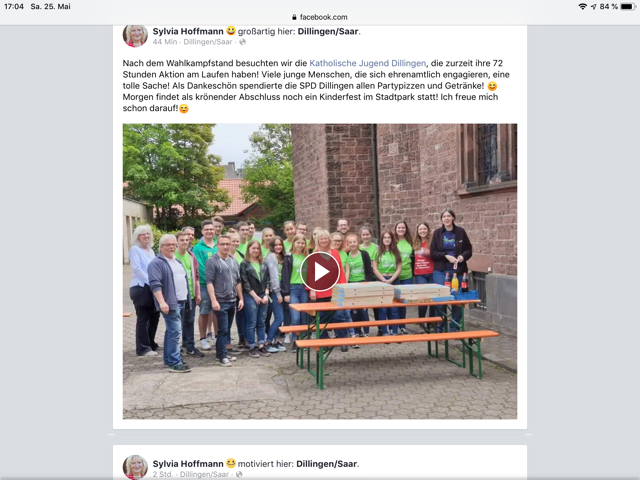 17:04 Sa. 25. Mai 84 %
facebook.com
Sylvia Hoffmann 😃 großartig hier: Dillingen/Saar.
44 Min · Dillingen/Saar ·
Nach dem Wahlkampfstand besuchten wir die Katholische Jugend Dillingen, die zurzeit ihre 72
Stunden Aktion am Laufen haben! Viele junge Menschen, die sich ehrenamtlich engagieren, eine
tolle Sache! Als Dankeschön spendierte die SPD Dillingen allen Partypizzen und Getränke! 😊
Morgen findet als krönender Abschluss noch ein Kinderfest im Stadtpark statt! Ich freue mich
schon darauf!😊
Sylvia Hoffmann 😁 motiviert hier: Dillingen/Saar.
2 Std. · Dillingen/Saar ·